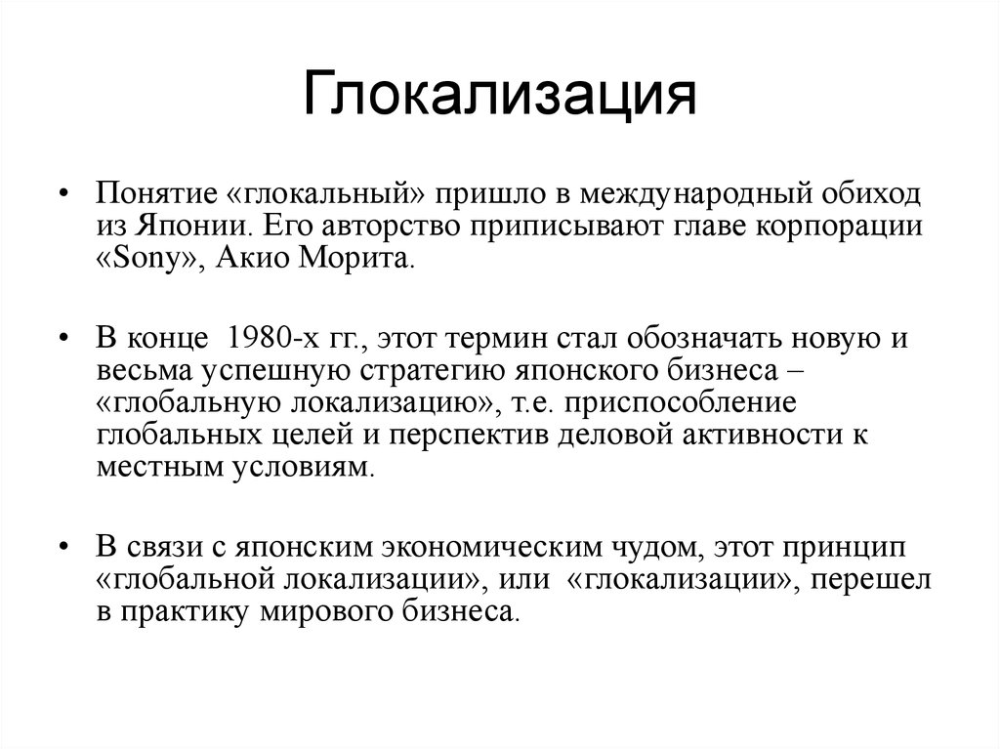 Глокализация
• Понятие «глокальный» пришло в международный обиход
из Японии. Его авторство приписывают главе корпорации
«Sony», Акио Морита.
• В конце  1980-х гг., этот термин стал обозначать новую и
весьма успешную стратегию японского бизнеса –
«глобальную локализацию», т.е. приспособление
глобальных целей и перспектив деловой активности к
местным условиям.
• В связи с японским экономическим чудом, этот принцип
«глобальной локализации», или  «глокализации», перешел
в практику мирового бизнеса.